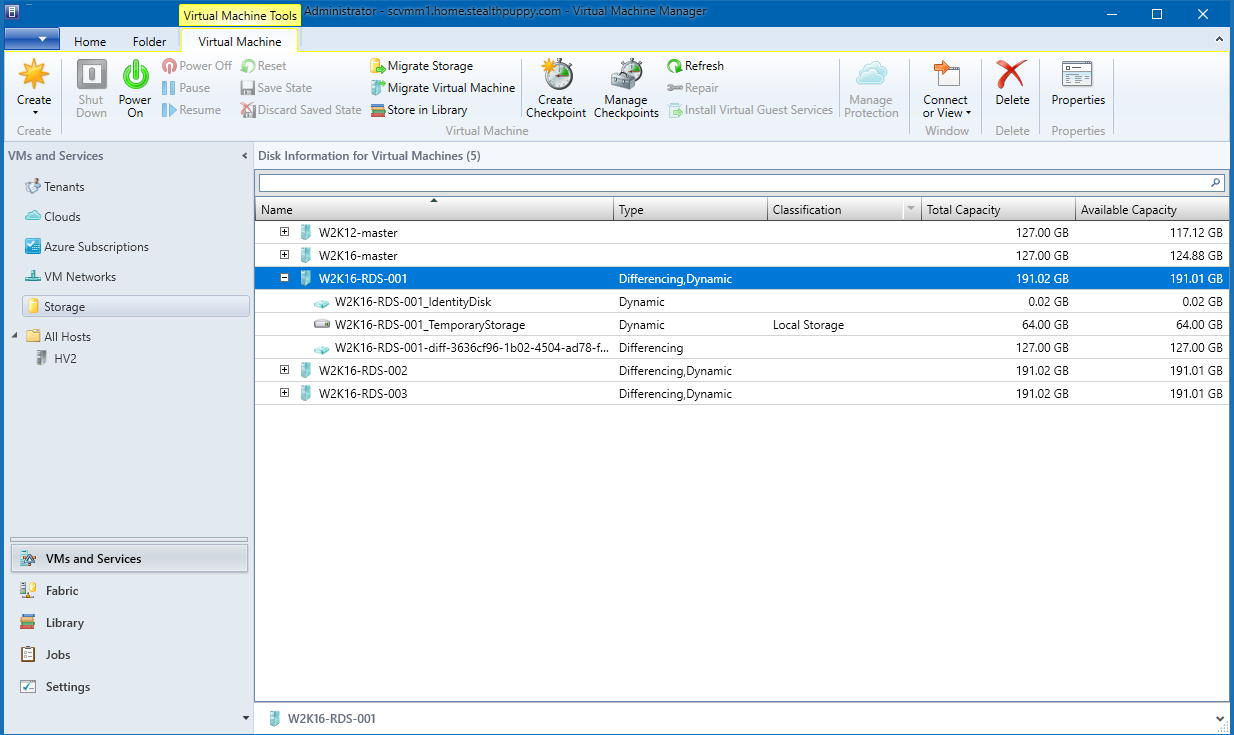 Virtual Machine Tools
Administrator - scvmm1.home.stealthpuppy.com - Virtual Machine Manager
Home Folder Virtual Machine
Create
Shut Down
Power On
Power Off
Pause
Resume
Reset
Save State
Discard Saved State
Migrate Storage
Migrate Virtual Machine
Store in Library
Create Checkpoint
Manage Checkpoints
Refresh
Repair
Install Virtual Guest Services
Manage Protection
Connect or View
Delete
Properties
Create Virtual Machine Window Delete Properties
VMs and Services
Tenants
Clouds
Azure Subscriptions
VM Networks
Storage
All Hosts
HV2
VMs and Services
Fabric
Library
Jobs
Settings
Disk Information for Virtual Machines (5)
Name Type Classification Total Capacity Available Capacity
W2K12-master 127.00 GB 117.12 GB
W2K16-master 127.00 GB 124.88 GB
W2K16-RDS-001 Differencing,Dynamic 191.02 GB 191.01 GB
W2K16-RDS-001_IdentityDisk Dynamic 0.02 GB 0.02 GB
W2K16-RDS-001_TemporaryStorage Dynamic Local Storage 64.00 GB 64.00 GB
W2K16-RDS-001-diff-3636cf96-1b02-4504-ad78-f... Differencing 127.00 GB 127.00 GB
W2K16-RDS-002 Differencing,Dynamic 191.02 GB 191.01 GB
W2K16-RDS-003 Differencing,Dynamic 191.02 GB 191.01 GB
W2K16-RDS-001